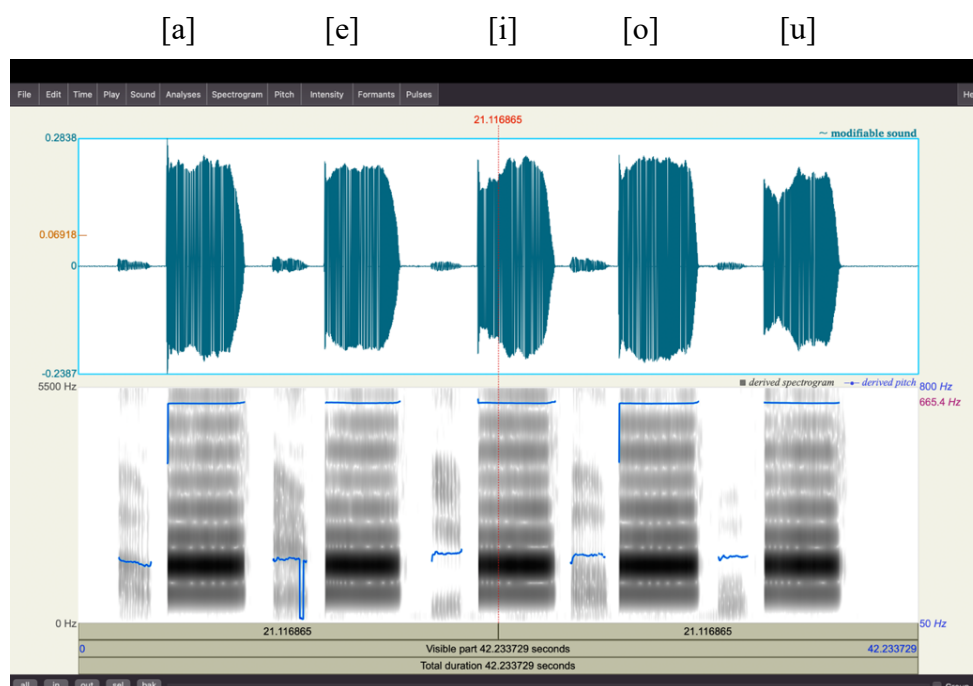 [a] [e] [i] [o] [u]
File Edit Time Play Sound Analyses Spectrogram Pitch Intensity Formants Pulses He
21.116865
0.2838
~ modifiable sound
0.06918
0
-0.2387
5500 Hz
derived spectrogram derived pitch 800 Hz
665.4 Hz
0 Hz 50 Hz
21.116865 21.116865
0 Visible part 42.233729 seconds 42.233729
Total duration 42.233729 seconds
all in out sel bak